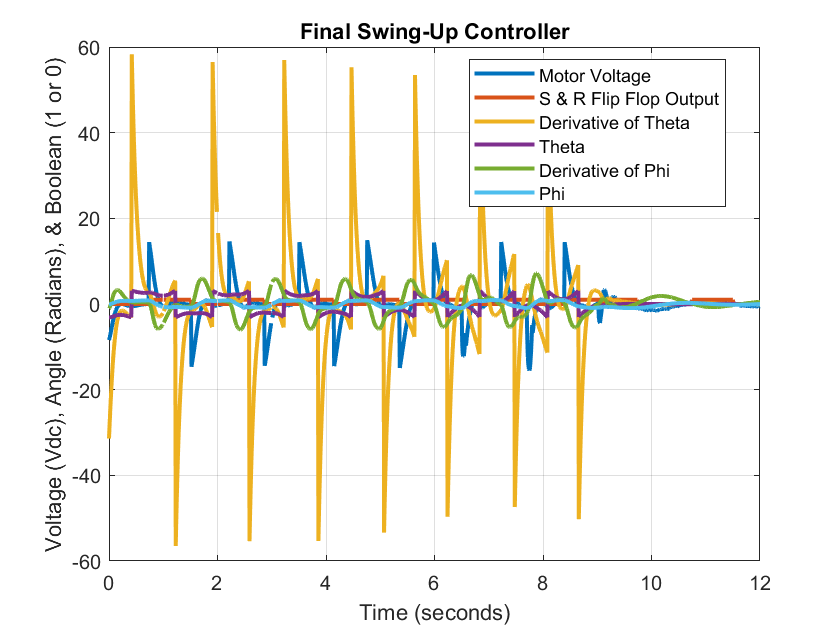 Final Swing-Up Controller
Voltage (Vdc), Angle (Radians), & Boolean (1 or 0)
60
40
20
0
-20
-40
-60
Motor Voltage
S & R Flip Flop Output
Derivative of Theta
Theta
Derivative of Phi
Phi
0
2
4
6
8
10
12
Time (seconds)